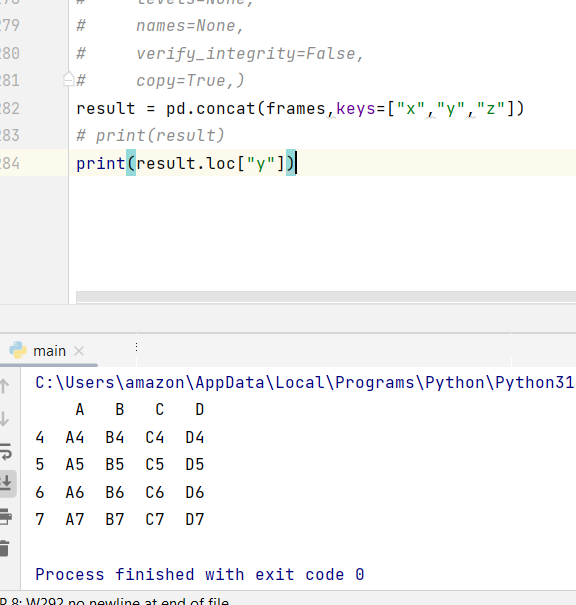 #     levels=None,
279 #     names=None,
280 #     verify_integrity=False,
281 #     copy=True,)
282 result = pd.concat(frames,keys=["x","y","z"])
283 # print(result)
284 print(result.loc["y"])
main
C:\Users\amazon\AppData\Local\Programs\Python\Python31
    A   B   C   D
4  A4  B4  C4  D4
5  A5  B5  C5  D5
6  A6  B6  C6  D6
7  A7  B7  C7  D7
Process finished with exit code 0
P 8: W292 no newline at end of file